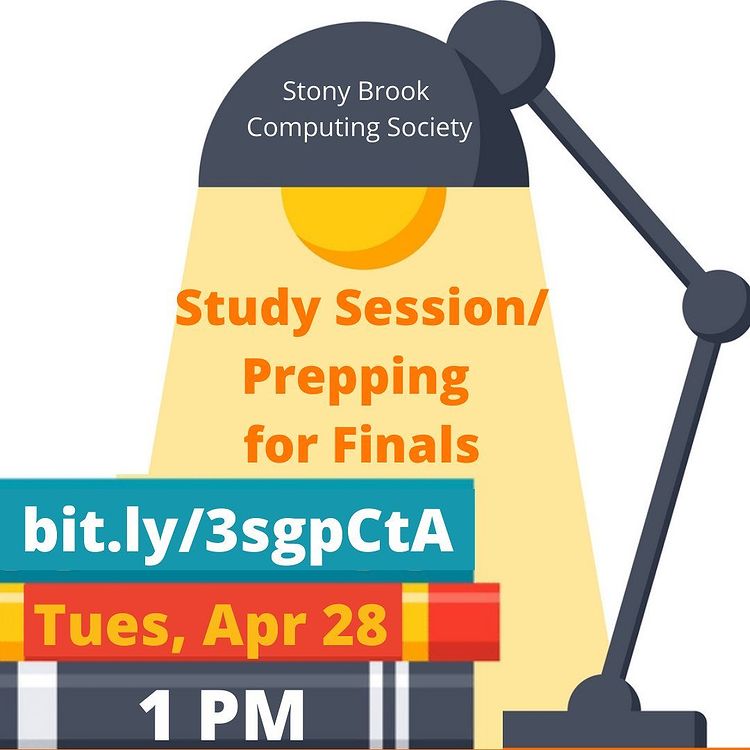 Stony Brook
Computing Society
Study Session/
Prepping
for Finals
bit.ly/3sgpCtA
Tues, Apr 28
1 PM